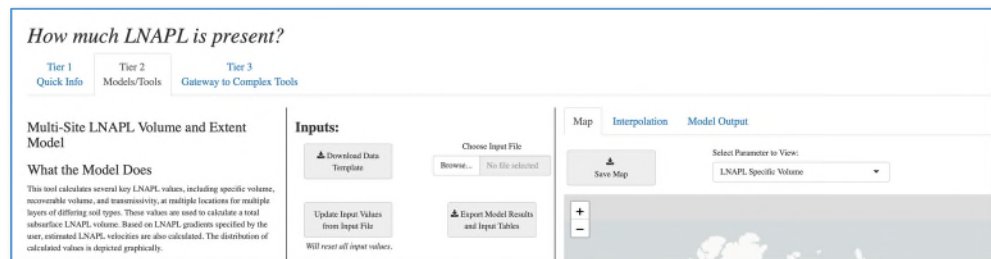 How much LNAPL is present?
Tier 1
Quick Info
Tier 2
Models/Tools
Tier 3
Gateway to Complex Tools
Multi-Site LNAPL Volume and Extent
Model
What the Model Does
This tool calculates several key LNAPL values, including specific volume,
recoverable volume, and transmissivity, at multiple locations for multiple
layers of differing soil types. These values are used to calculate a total
subsurface LNAPL volume. Based on LNAPL gradients specified by the
user, estimated LNAPL velocities are also calculated. The distribution of
calculated values is depicted graphically.
Inputs:
Download Data
Template
Choose Input File
Browse... No file selected
Update Input Values
from Input File
Will reset all input values.
Export Model Results
and Input Tables
Map Interpolation Model Output
Save Map
Select Parameter to View:
LNAPL Specific Volume
+
−